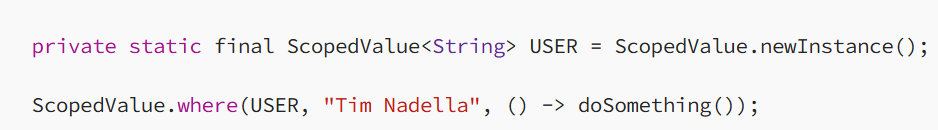 private static final ScopedValue<String> USER = ScopedValue.newInstance();
ScopedValue.where(USER, "Tim Nadella", () -> doSomething());